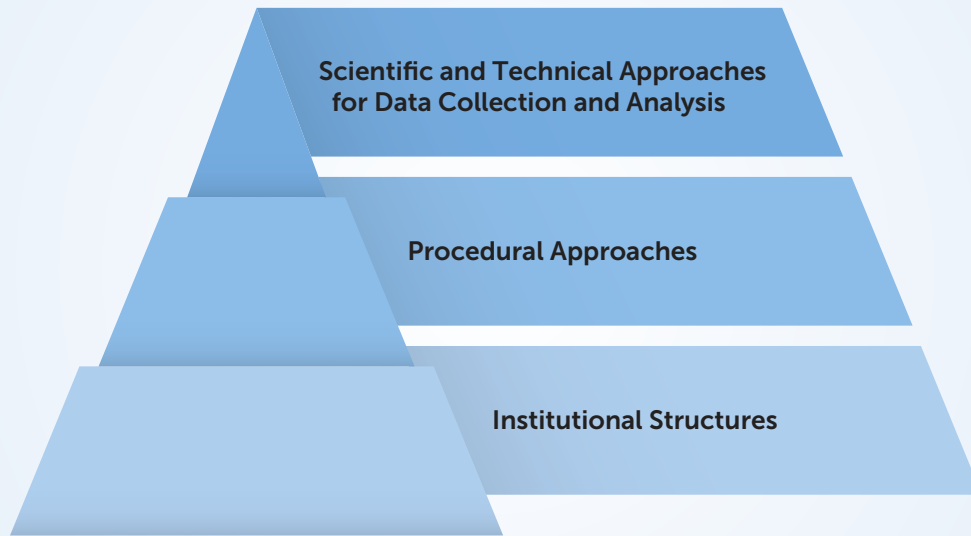 Scientific and Technical Approaches
for Data Collection and Analysis
Procedural Approaches
Institutional Structures